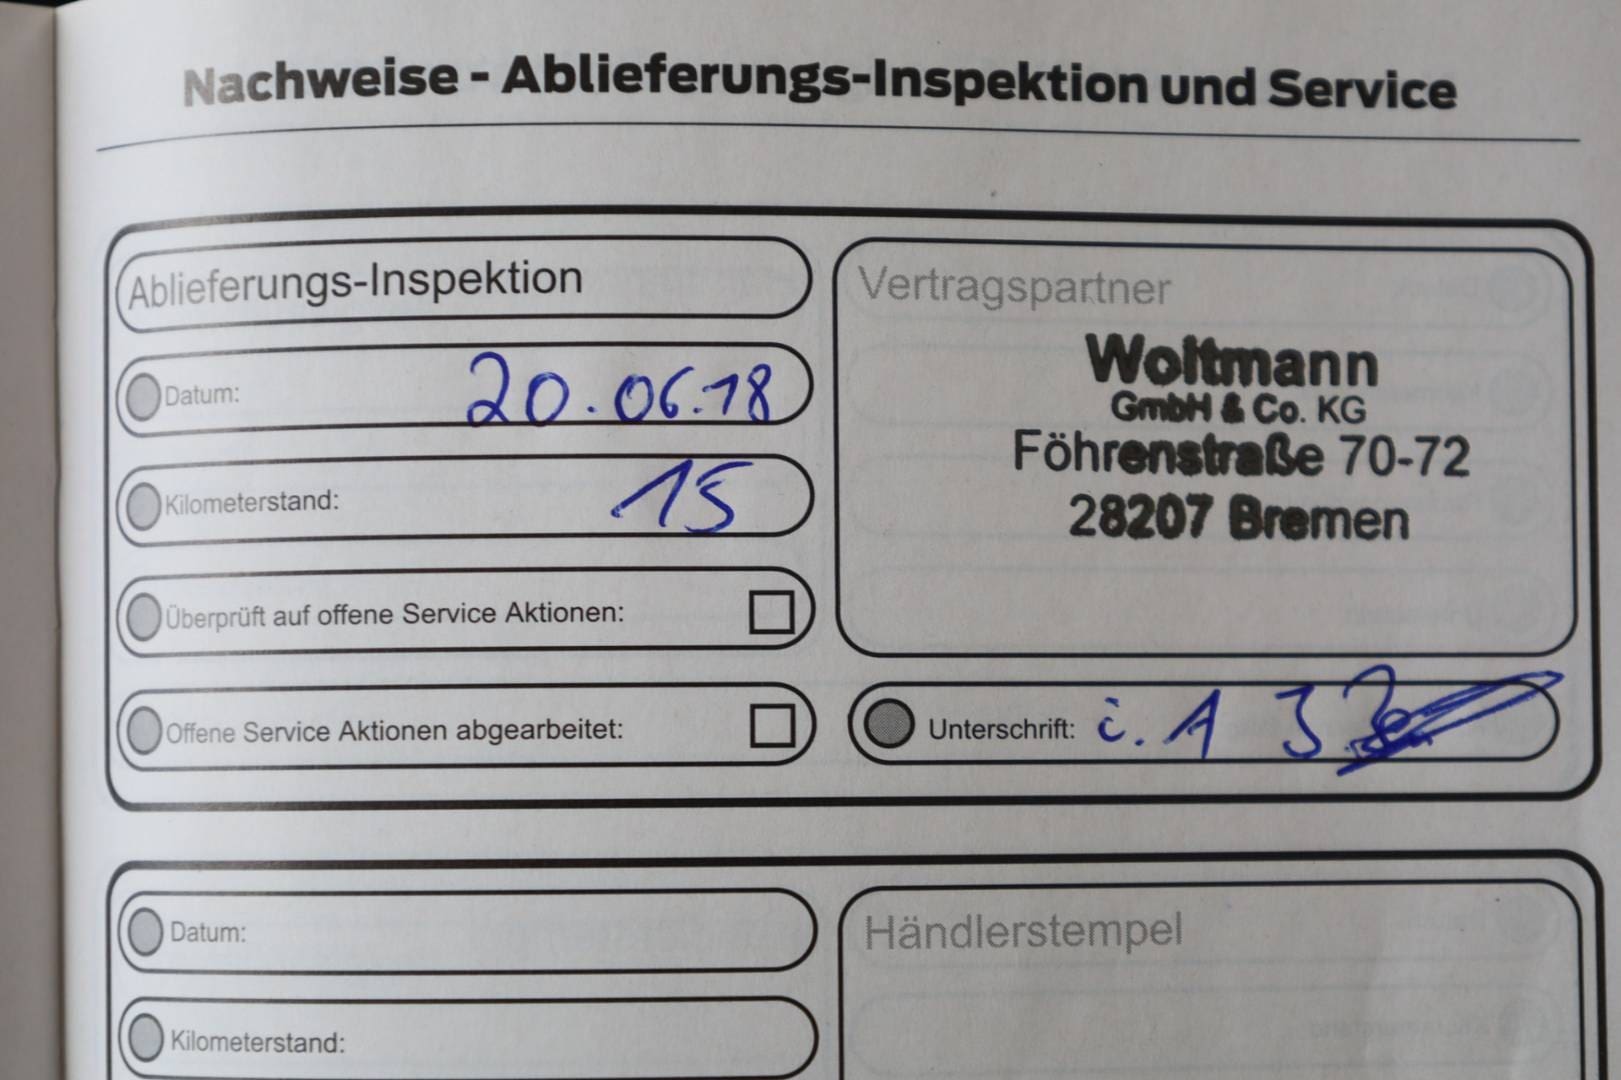 Nachweise - Ablieferungs-Inspektion und Service
Ablieferungs-Inspektion
Datum: 20.06.18
Kilometerstand: 15
Überprüft auf offene Service Aktionen:
Offene Service Aktionen abgearbeitet:
Vertragspartner
Woltmann
GmbH & Co. KG
Föhrenstraße 70-72
28207 Bremen
Unterschrift: i. A
Datum:
Kilometerstand:
Händlerstempel